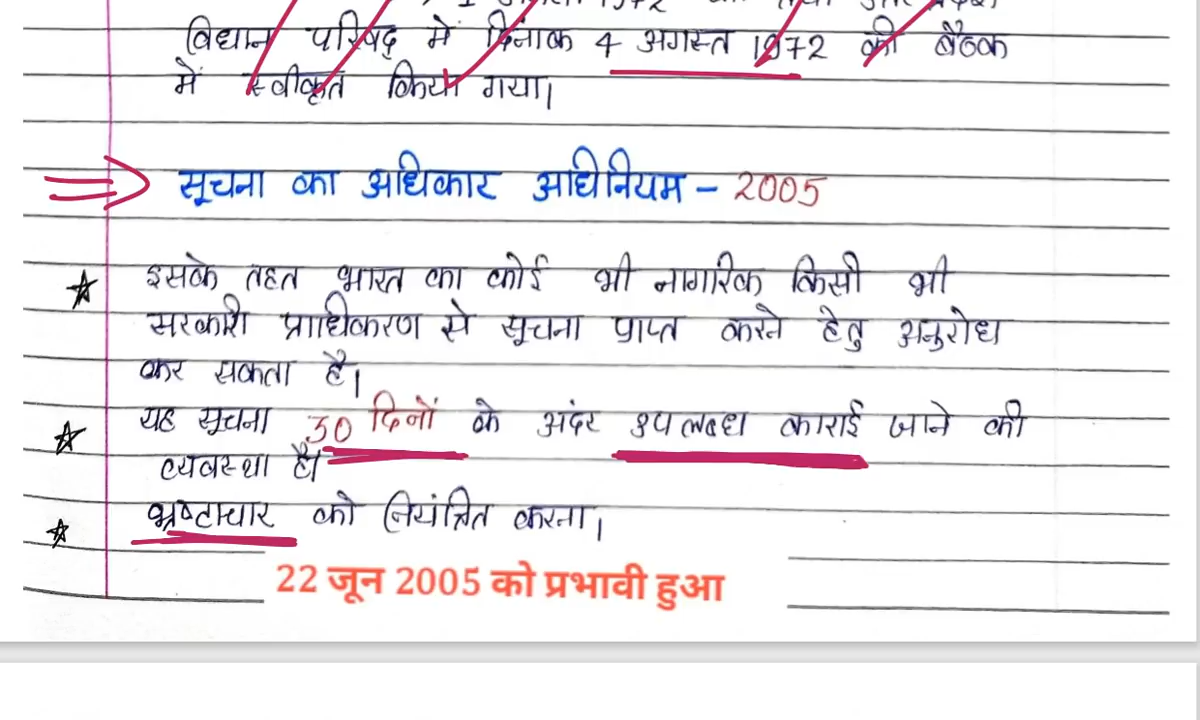 विधान परिषद् में दिनांक 4 अगस्त 1972 की बैठक
में स्वीकृत किया गया।
सूचना का अधिकार अधिनियम - 2005
इसके तहत भारत का कोई भी नागरिक किसी भी
सरकारी प्राधिकरण से सूचना प्राप्त करने हेतु अनुरोध
कर सकता है।
यह सूचना 30 दिनों के अंदर उपलब्ध काराई जाने की
व्यवस्था है।
भ्रष्टाचार को नियंत्रित करना।
22 जून 2005 को प्रभावी हुआ